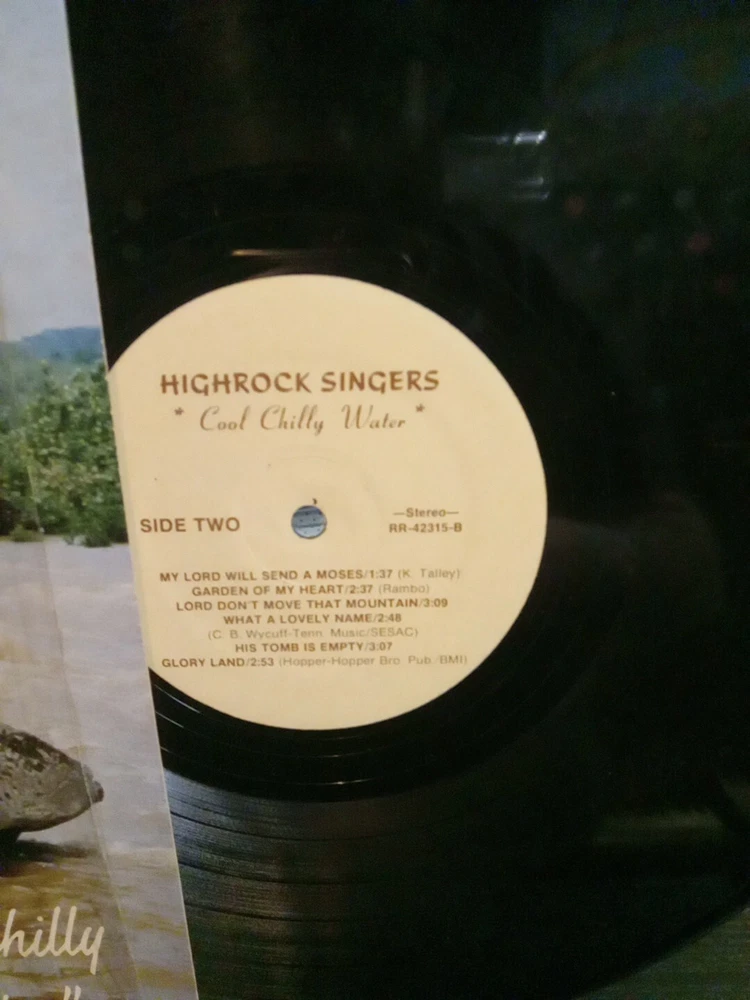 HIGHROCK SINGERS
* Cool Chilly Water *
SIDE TWO
—Stereo—
RR-42315-B
MY LORD WILL SEND A MOSES/1:37 (K. Talley)
GARDEN OF MY HEART/2:37 (Rambo)
LORD DON'T MOVE THAT MOUNTAIN/3:09
WHAT A LOVELY NAME/2:48
(C. B. Wycuff-Tenn. Music/SESAC)
HIS TOMB IS EMPTY/3:07
GLORY LAND/2:53 (Hopper-Hopper Bro. Pub./BMI)
hilly